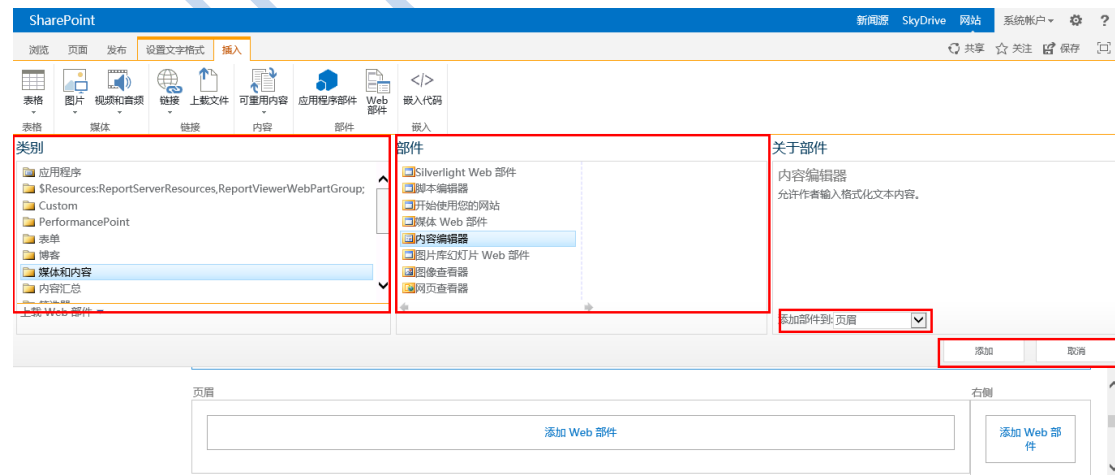 SharePoint 新闻源 SkyDrive 网站 系统帐户 ?
浏览 页面 发布 设置文字格式 插入 共享 关注 保存
表格 图片 视频和音频 链接 上载文件 可重用内容 应用程序部件 Web 部件 </> 嵌入代码
表格 媒体 链接 内容 部件 嵌入
类别
应用程序
$Resources:ReportServerResources,ReportViewerWebPartGroup;
Custom
PerformancePoint
表单
博客
媒体和内容
内容汇总
上载 Web 部件
部件
Silverlight Web 部件
脚本编辑器
开始使用您的网站
媒体 Web 部件
内容编辑器
图片库幻灯片 Web 部件
图像查看器
网页查看器
关于部件
内容编辑器
允许作者输入格式化文本内容。
添加部件到: 页眉
添加 取消
页眉 右侧
添加 Web 部件
添加 Web 部
件